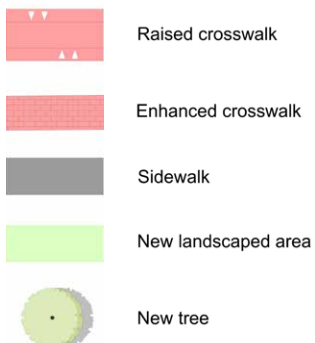 Raised crosswalk
Enhanced crosswalk
Sidewalk
New landscaped area
New tree